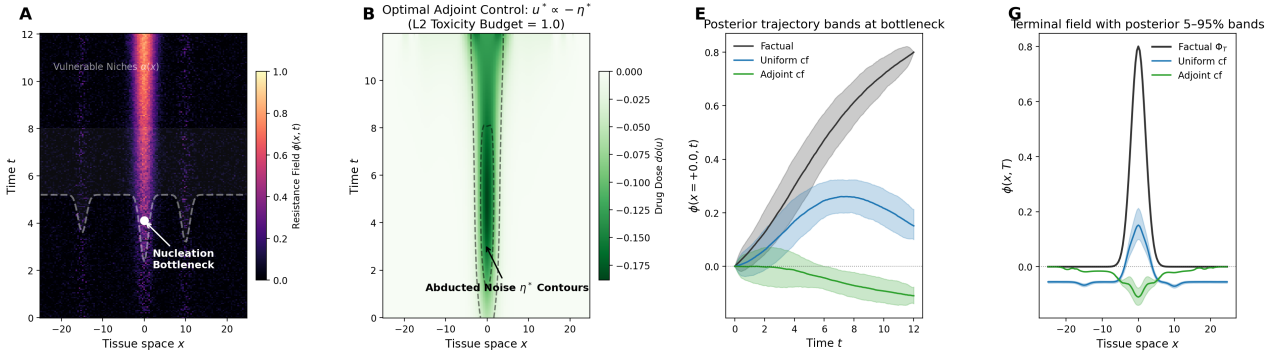 A
12
10
8
6
4
2
0
Time t
−20
−10
0
10
20
Tissue space x
Vulnerable Niches α(x)
Nucleation
Bottleneck
1.0
0.8
0.6
0.4
0.2
0.0
Resistance Field ϕ(x, t)
B
Optimal Adjoint Control: u* ∝ − η*
(L2 Toxicity Budget = 1.0)
10
8
6
4
2
0
Time t
−20
−10
0
10
20
Tissue space x
Abducted Noise η* Contours
0.000
−0.025
−0.050
−0.075
−0.100
−0.125
−0.150
−0.175
Drug Dose do(u)
E
Posterior trajectory bands at bottleneck
Factual
Uniform cf
Adjoint cf
0.8
0.6
0.4
0.2
0.0
ϕ(x = +0.0, t)
0
2
4
6
8
10
12
Time t
G
Terminal field with posterior 5–95% bands
Factual Φ_T
Uniform cf
Adjoint cf
0.8
0.6
0.4
0.2
0.0
ϕ(x, T)
−20
−10
0
10
20
Tissue space x